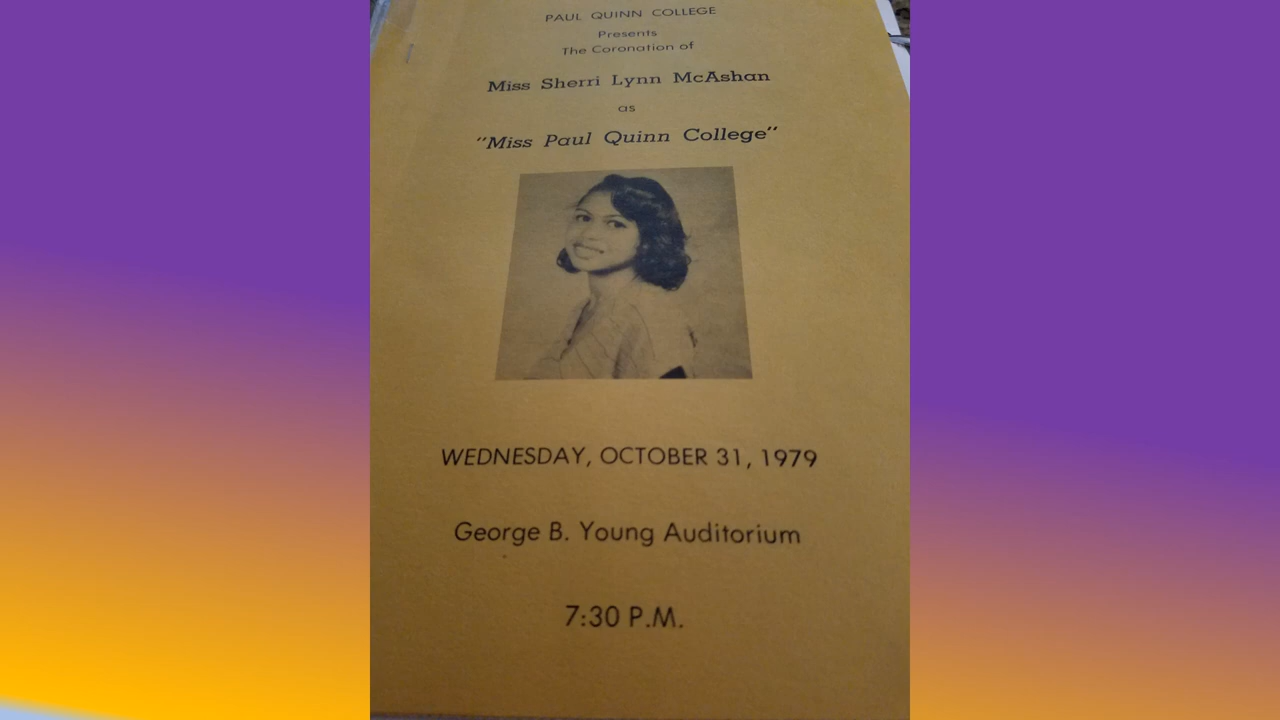 PAUL QUINN COLLEGE
Presents
The Coronation of
Miss Sherri Lynn McAshan
as
"Miss Paul Quinn College"
WEDNESDAY, OCTOBER 31, 1979
George B. Young Auditorium
7:30 P.M.